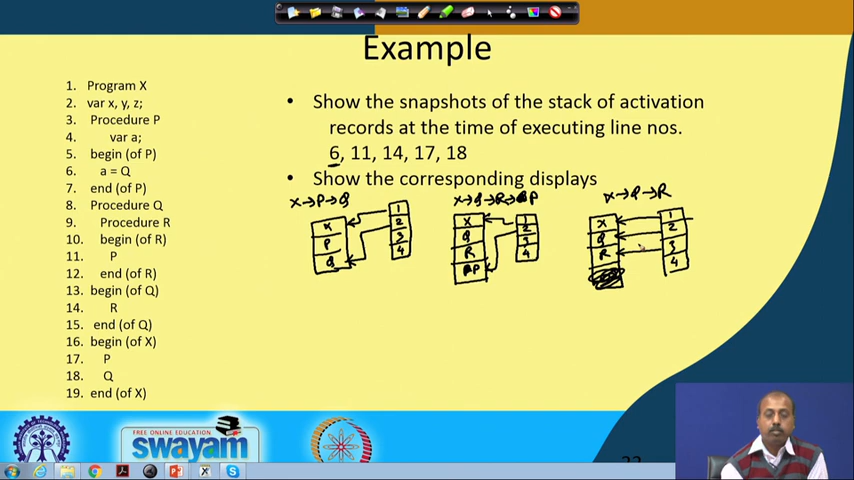 Example
1. Program X
2. var x, y, z;
3. Procedure P
4. var a;
5. begin (of P)
6. a = Q
7. end (of P)
8. Procedure Q
9. Procedure R
10. begin (of R)
11. P
12. end (of R)
13. begin (of Q)
14. R
15. end (of Q)
16. begin (of X)
17. P
18. Q
19. end (of X)
• Show the snapshots of the stack of activation
records at the time of executing line nos.
6, 11, 14, 17, 18
• Show the corresponding displays
X→P→Q
X
P
Q
1
2
3
4
X→Q→R→P
X
Q
R
P
1
2
3
4
X→Q→R
X
Q
R
1
2
3
4
FREE ONLINE EDUCATION
swayam